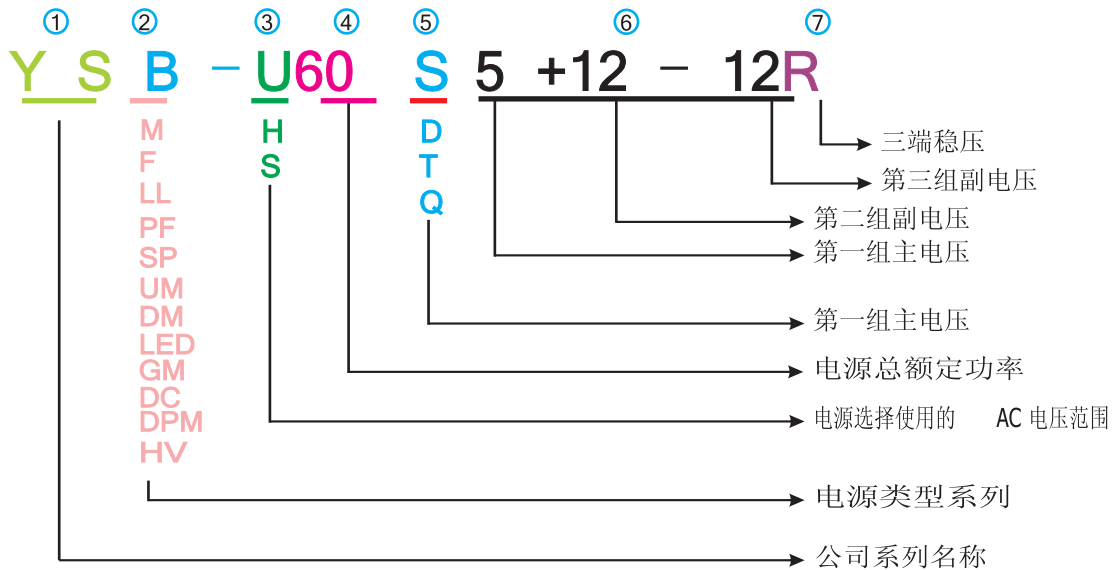 ① ② ③ ④ ⑤ ⑥ ⑦
Y S B - U60 S 5 +12 - 12R
M
F
LL
PF
SP
UM
DM
LED
GM
DC
DPM
HV
H
S
D
T
Q
三端稳压
第三组副电压
第二组副电压
第一组主电压
第一组主电压
电源总额定功率
电源选择使用的 AC 电压范围
电源类型系列
公司系列名称